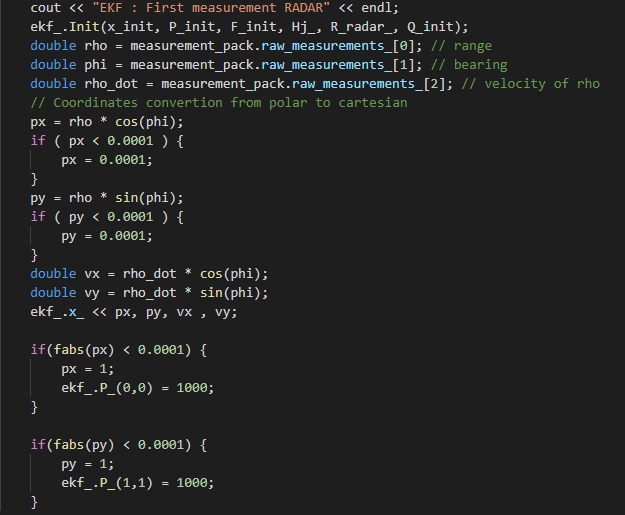 cout << "EKF : First measurement RADAR" << endl;
ekf_.Init(x_init, P_init, F_init, Hj_, R_radar_, Q_init);
double rho = measurement_pack.raw_measurements_[0]; // range
double phi = measurement_pack.raw_measurements_[1]; // bearing
double rho_dot = measurement_pack.raw_measurements_[2]; // velocity of rho
// Coordinates convertion from polar to cartesian
px = rho * cos(phi);
if ( px < 0.0001 ) {
    px = 0.0001;
}
py = rho * sin(phi);
if ( py < 0.0001 ) {
    py = 0.0001;
}
double vx = rho_dot * cos(phi);
double vy = rho_dot * sin(phi);
ekf_.x_ << px, py, vx , vy;

if(fabs(px) < 0.0001) {
    px = 1;
    ekf_.P_(0,0) = 1000;
}

if(fabs(py) < 0.0001) {
    py = 1;
    ekf_.P_(1,1) = 1000;
}